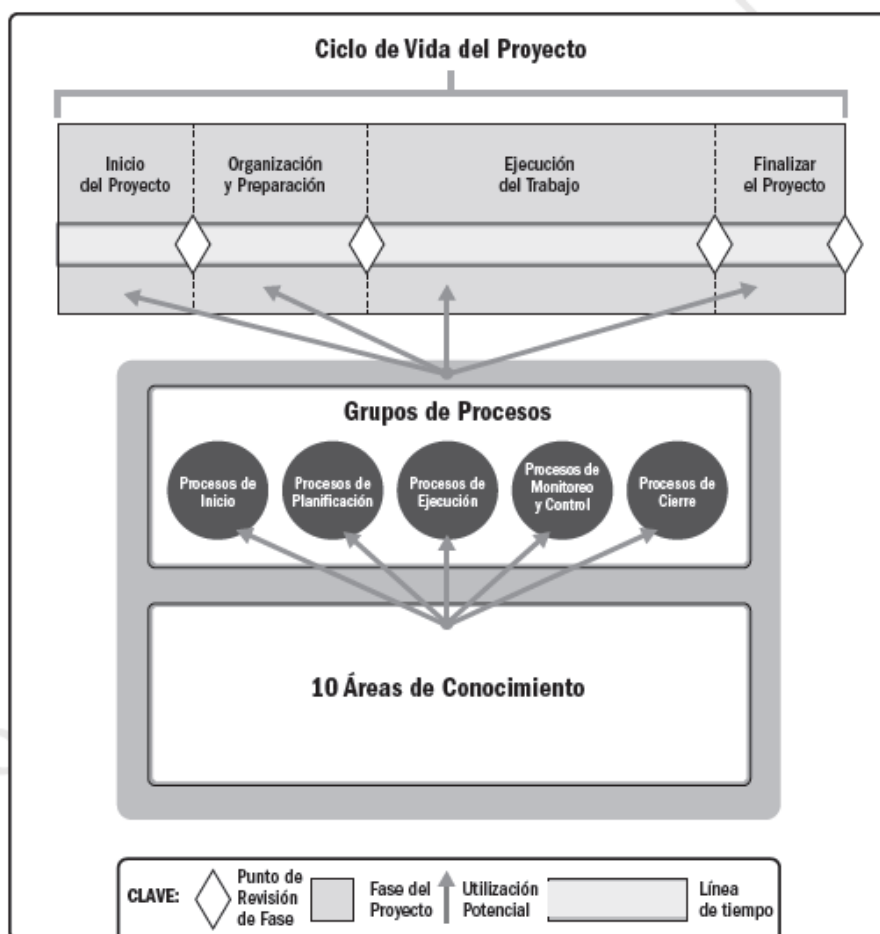 Ciclo de Vida del Proyecto
Inicio
del Proyecto
Organización
y Preparación
Ejecución
del Trabajo
Finalizar
el Proyecto
Grupos de Procesos
Procesos de
Inicio
Procesos de
Planificación
Procesos de
Ejecución
Procesos de
Monitoreo
y Control
Procesos de
Cierre
10 Áreas de Conocimiento
CLAVE:
Punto de
Revisión
de Fase
Fase del
Proyecto
Utilización
Potencial
Línea
de tiempo